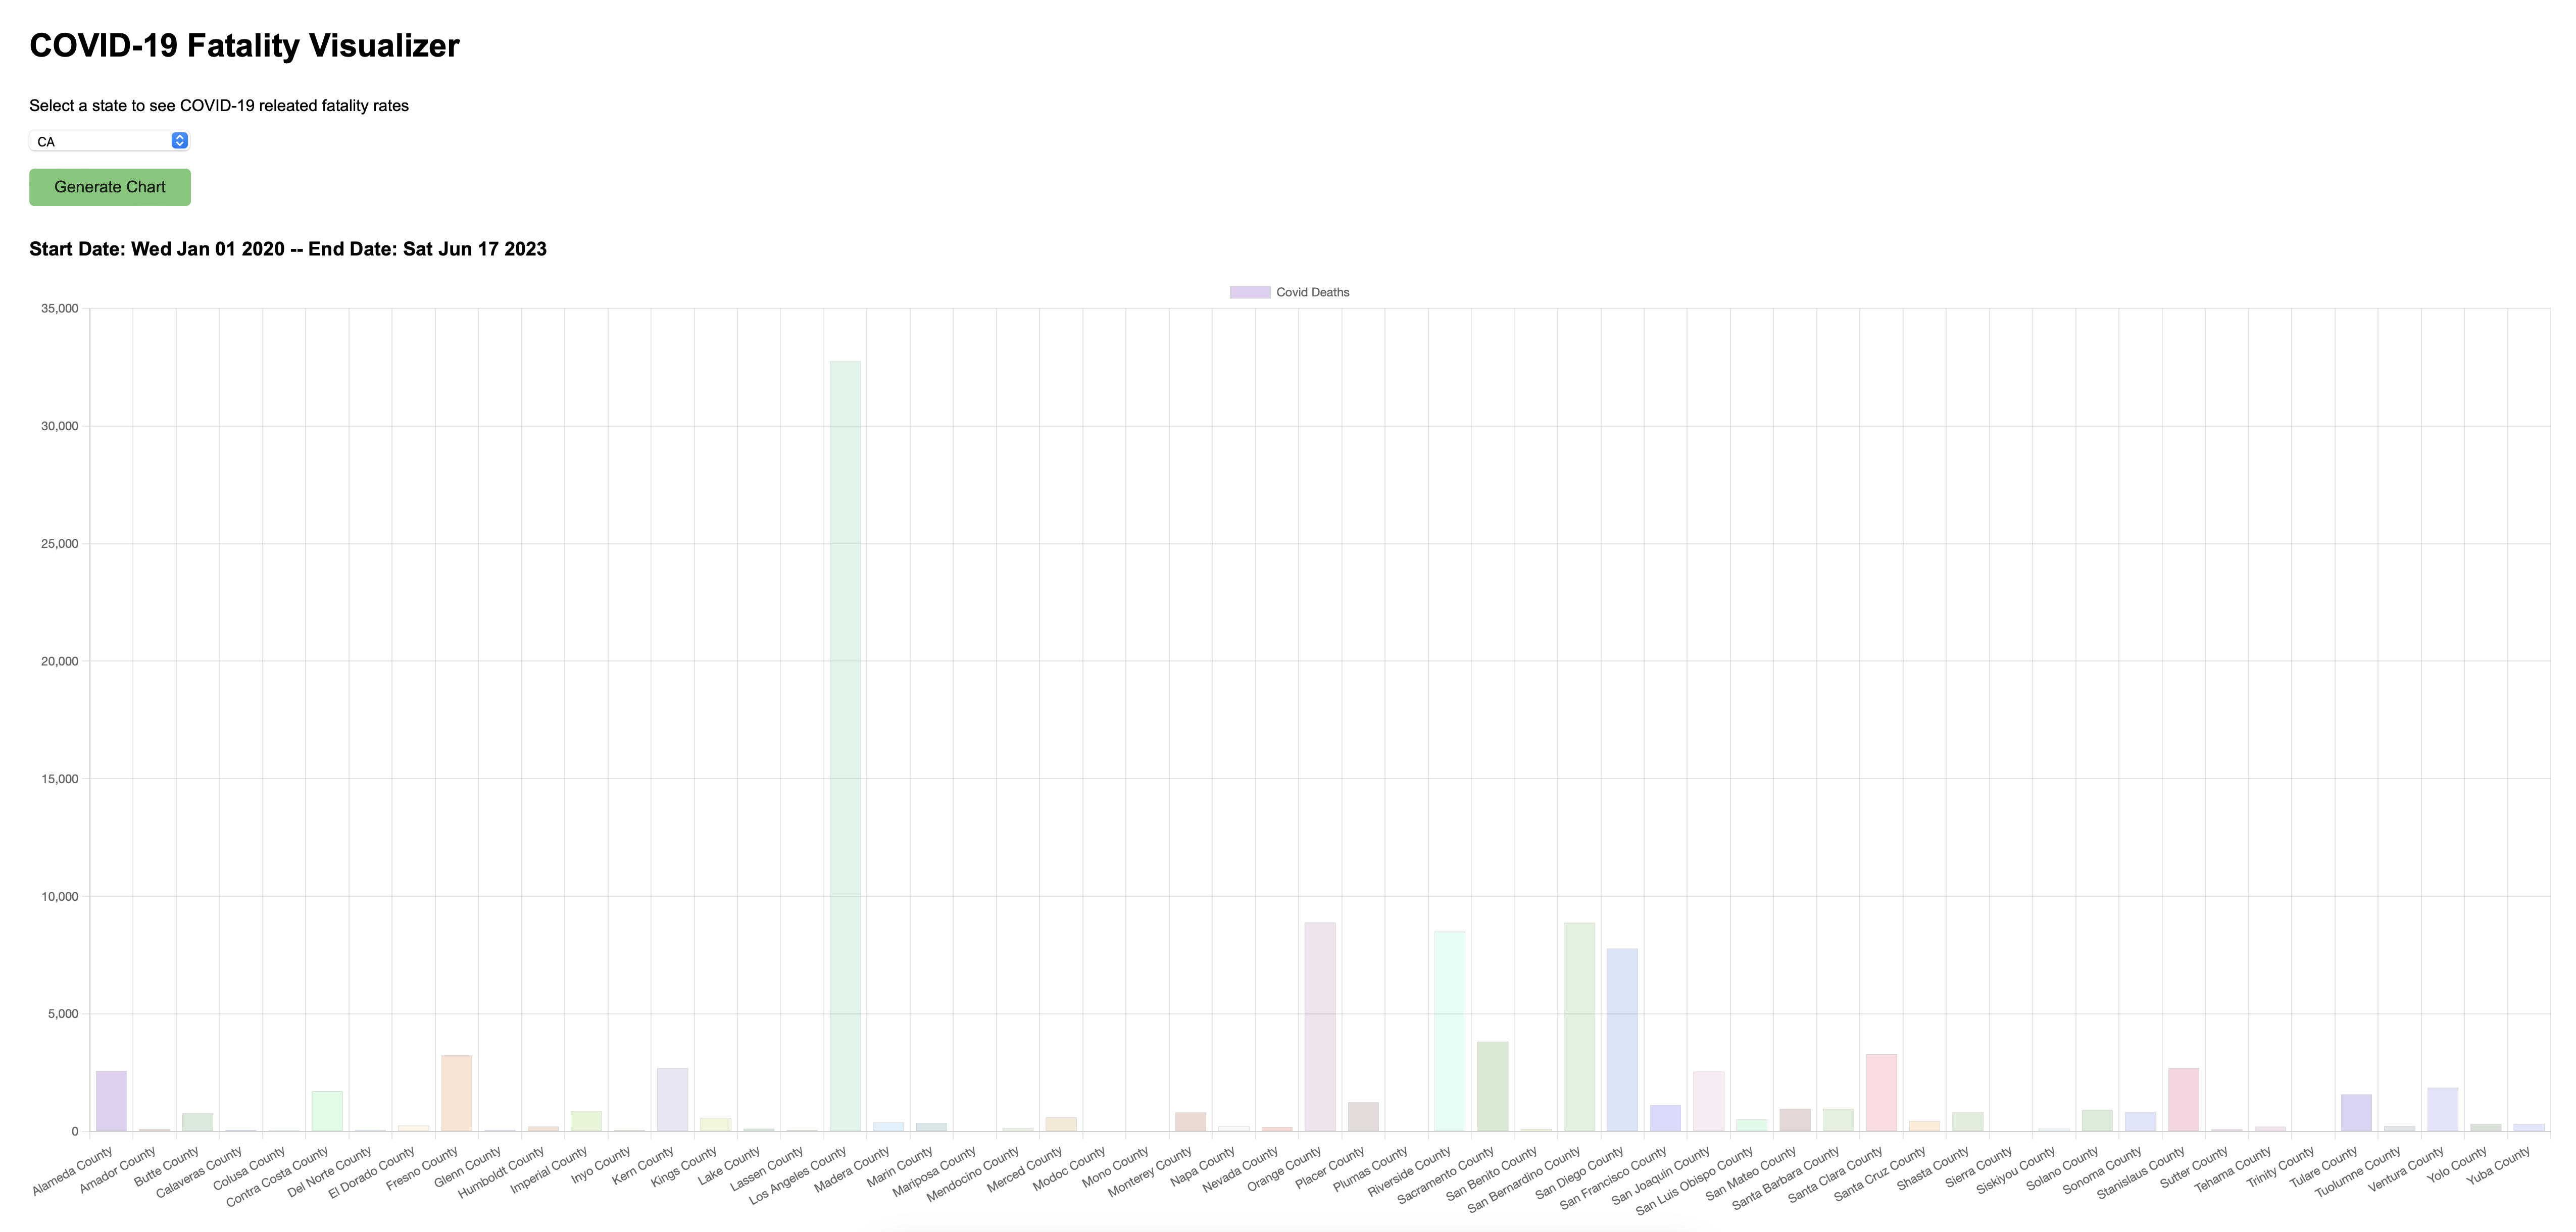 COVID-19 Fatality Visualizer
Select a state to see COVID-19 releated fatality rates
CA
Generate Chart
Start Date: Wed Jan 01 2020 -- End Date: Sat Jun 17 2023
Covid Deaths
35,000
30,000
25,000
20,000
15,000
10,000
5,000
0
Alameda County
Amador County
Butte County
Calaveras County
Colusa County
Contra Costa County
Del Norte County
El Dorado County
Fresno County
Glenn County
Humboldt County
Imperial County
Inyo County
Kern County
Kings County
Lake County
Lassen County
Los Angeles County
Madera County
Marin County
Mariposa County
Mendocino County
Merced County
Modoc County
Mono County
Monterey County
Napa County
Nevada County
Orange County
Placer County
Plumas County
Riverside County
Sacramento County
San Benito County
San Bernardino County
San Diego County
San Francisco County
San Joaquin County
San Luis Obispo County
San Mateo County
Santa Barbara County
Santa Clara County
Santa Cruz County
Shasta County
Sierra County
Siskiyou County
Solano County
Sonoma County
Stanislaus County
Sutter County
Tehama County
Trinity County
Tulare County
Tuolumne County
Ventura County
Yolo County
Yuba County